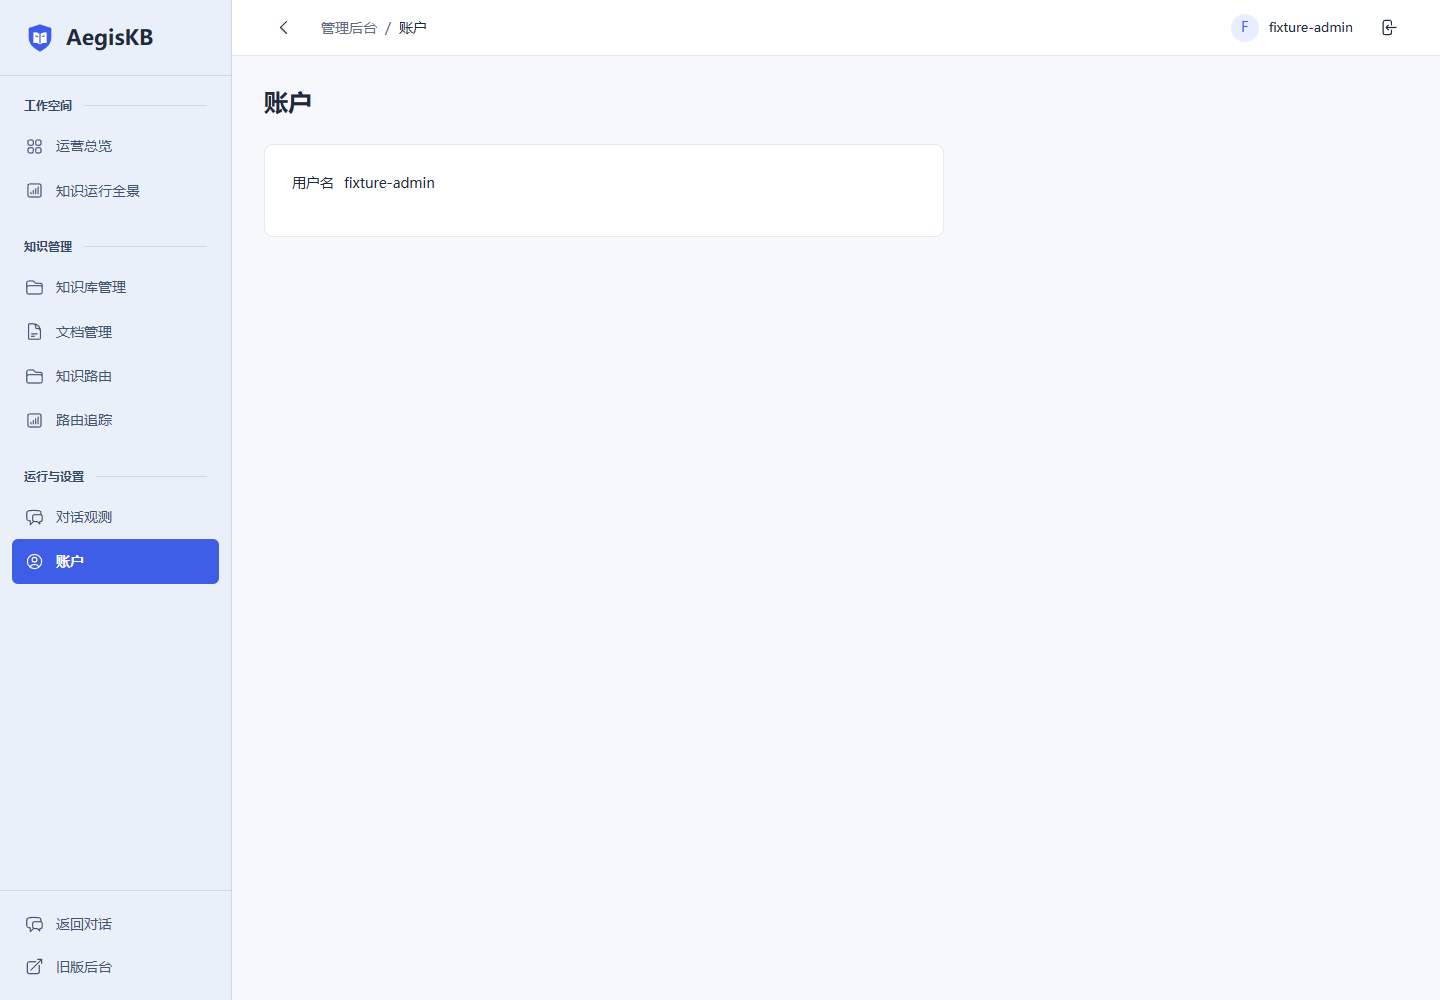 AegisKB
工作空间
运营总览
知识运行全景
知识管理
知识库管理
文档管理
知识路由
路由追踪
运行与设置
对话观测
账户
返回对话
旧版后台
管理后台 / 账户
F fixture-admin
账户
用户名 fixture-admin